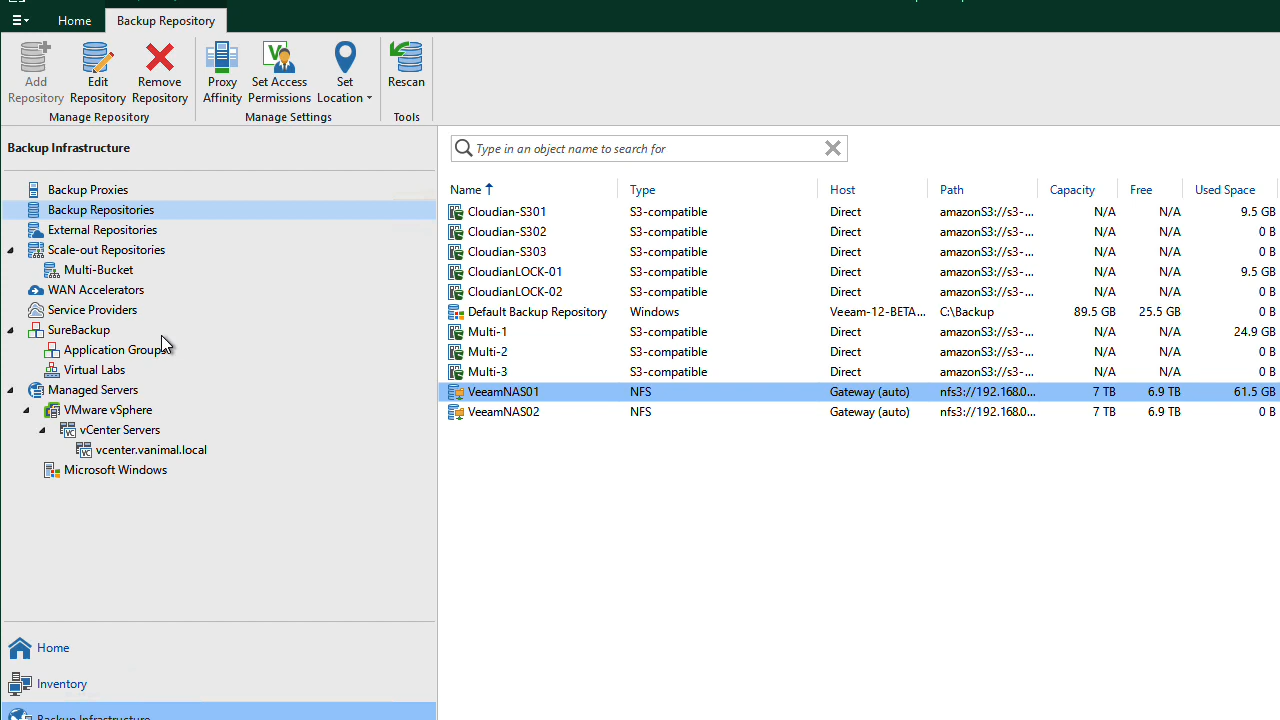 Home Backup Repository
Add Repository
Edit Repository
Remove Repository
Proxy Affinity
Set Access Permissions
Set Location
Rescan
Manage Repository
Manage Settings
Tools
Backup Infrastructure
Backup Proxies
Backup Repositories
External Repositories
Scale-out Repositories
Multi-Bucket
WAN Accelerators
Service Providers
SureBackup
Application Groups
Virtual Labs
Managed Servers
VMware vSphere
vCenter Servers
vcenter.vanimal.local
Microsoft Windows
Home
Inventory
Backup Infrastructure
Type in an object name to search for
Name Type Host Path Capacity Free Used Space
Cloudian-S301 S3-compatible Direct amazonS3://s3-... N/A N/A 9.5 GB
Cloudian-S302 S3-compatible Direct amazonS3://s3-... N/A N/A 0 B
Cloudian-S303 S3-compatible Direct amazonS3://s3-... N/A N/A 0 B
CloudianLOCK-01 S3-compatible Direct amazonS3://s3-... N/A N/A 9.5 GB
CloudianLOCK-02 S3-compatible Direct amazonS3://s3-... N/A N/A 0 B
Default Backup Repository Windows Veeam-12-BETA... C:\Backup 89.5 GB 25.5 GB 0 B
Multi-1 S3-compatible Direct amazonS3://s3-... N/A N/A 24.9 GB
Multi-2 S3-compatible Direct amazonS3://s3-... N/A N/A 0 B
Multi-3 S3-compatible Direct amazonS3://s3-... N/A N/A 0 B
VeeamNAS01 NFS Gateway (auto) nfs3://192.168.0... 7 TB 6.9 TB 61.5 GB
VeeamNAS02 NFS Gateway (auto) nfs3://192.168.0... 7 TB 6.9 TB 0 B